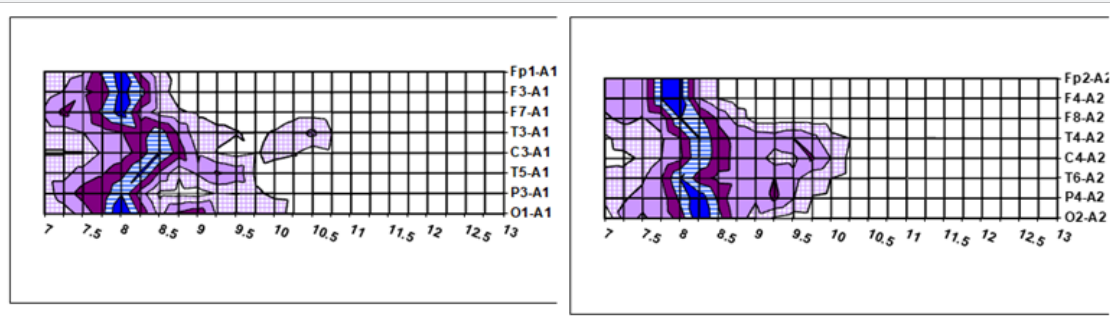 Fp1-A1
F3-A1
F7-A1
T3-A1
C3-A1
T5-A1
P3-A1
O1-A1
7 7.5 8 8.5 9 9.5 10 10.5 11 11.5 12 12.5 13
Fp2-A2
F4-A2
F8-A2
T4-A2
C4-A2
T6-A2
P4-A2
O2-A2
7 7.5 8 8.5 9 9.5 10 10.5 11 11.5 12 12.5 13